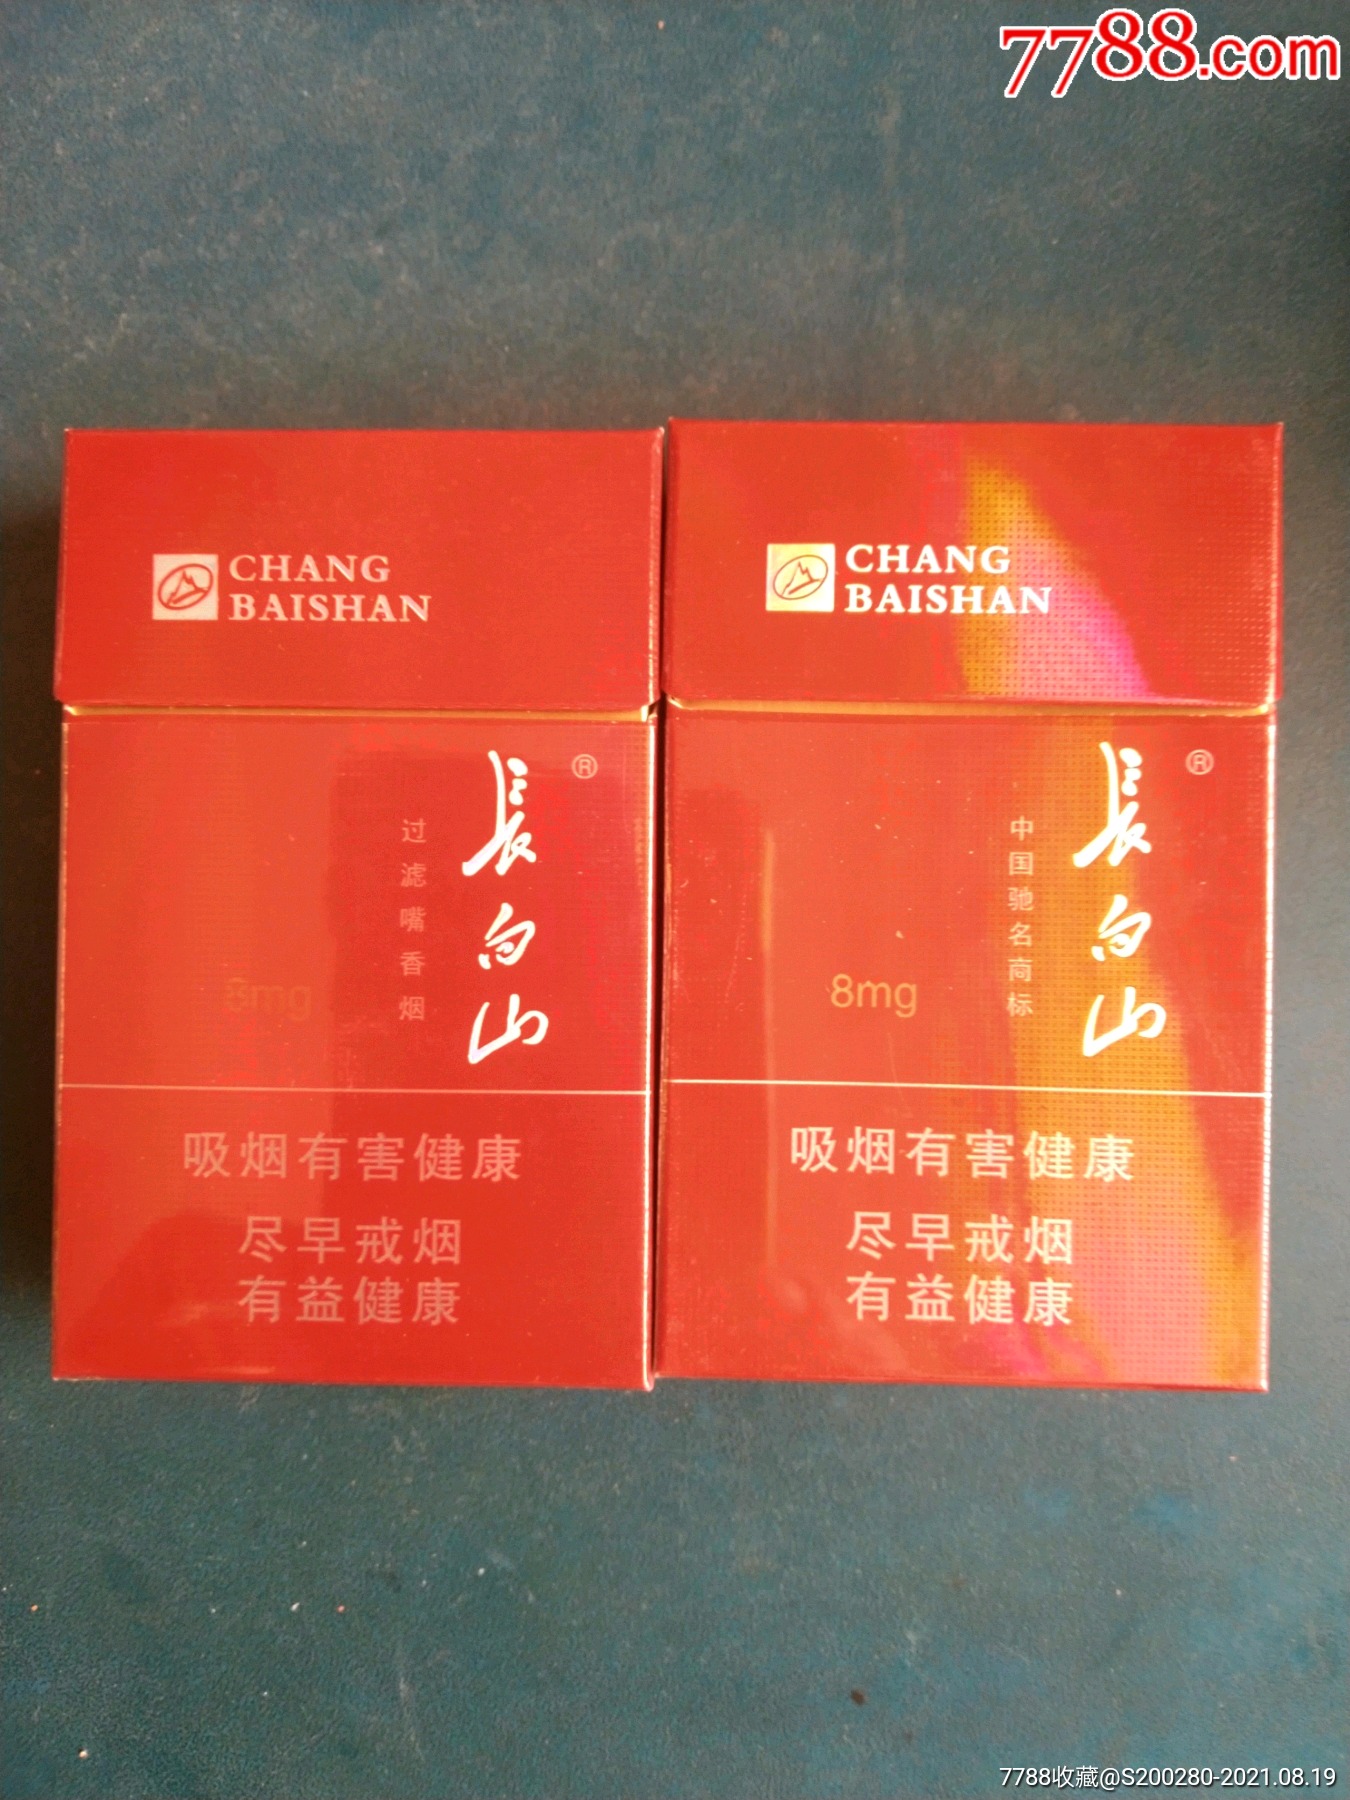 7788.com
CHANG
BAISHAN
長白山
®
过滤嘴香烟
8mg
吸烟有害健康
尽早戒烟
有益健康
CHANG
BAISHAN
長白山
®
中国驰名商标
8mg
吸烟有害健康
尽早戒烟
有益健康
7788收藏@S200280-2021.08.19